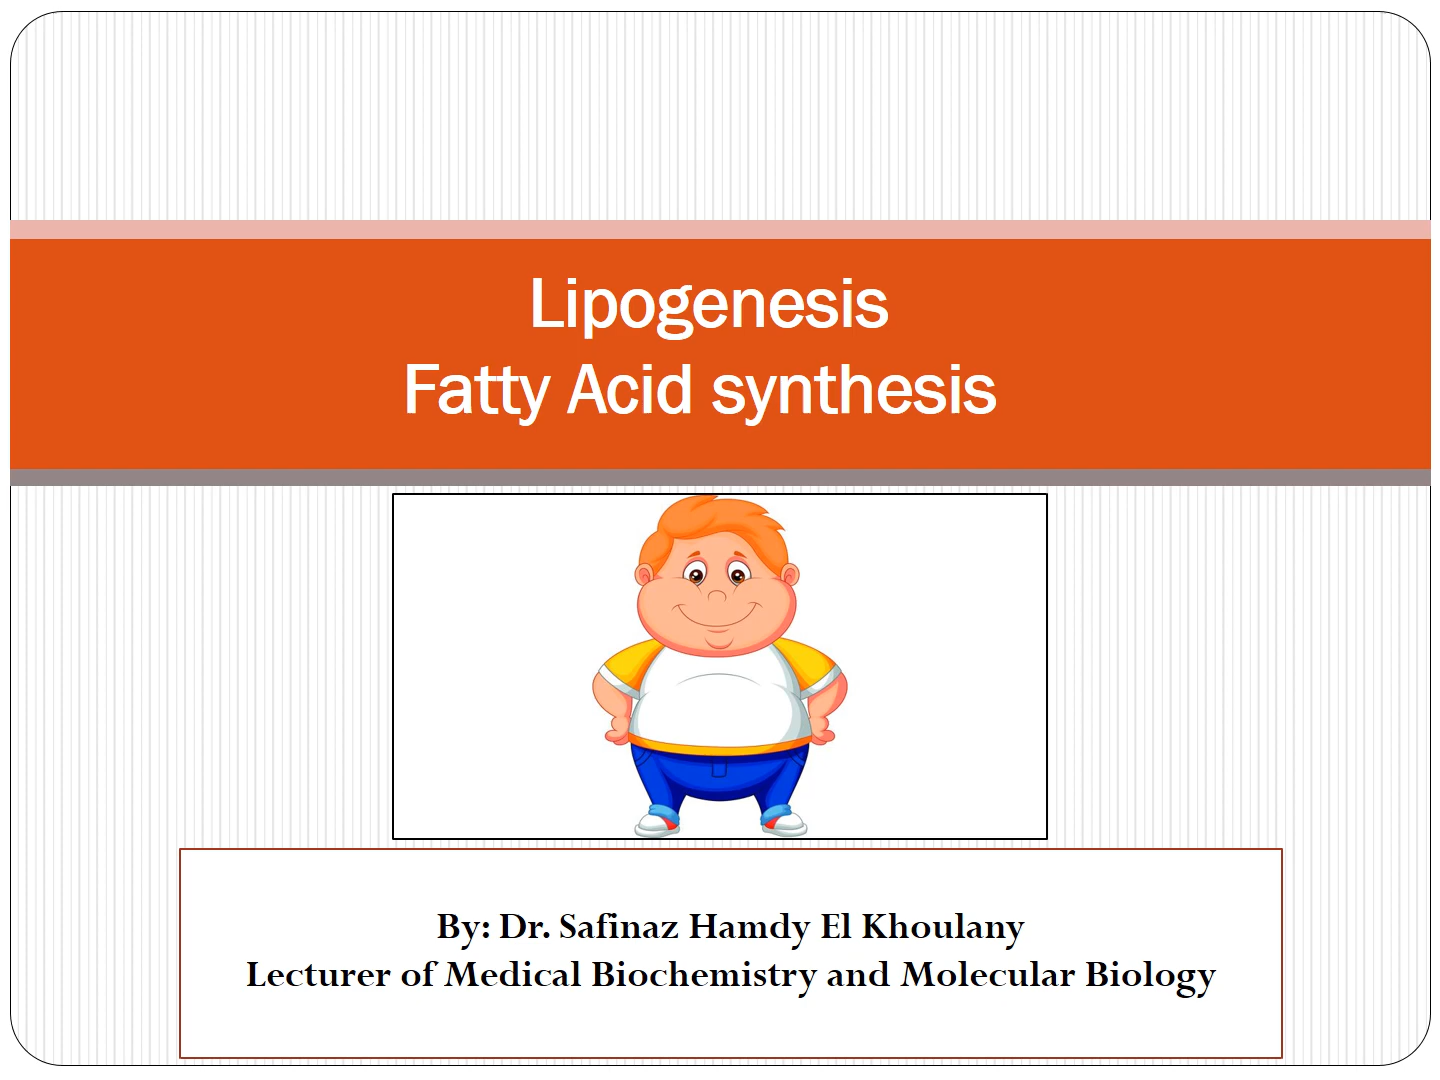 Lipogenesis
Fatty Acid synthesis
By: Dr. Safinaz Hamdy El Khoulany
Lecturer of Medical Biochemistry and Molecular Biology